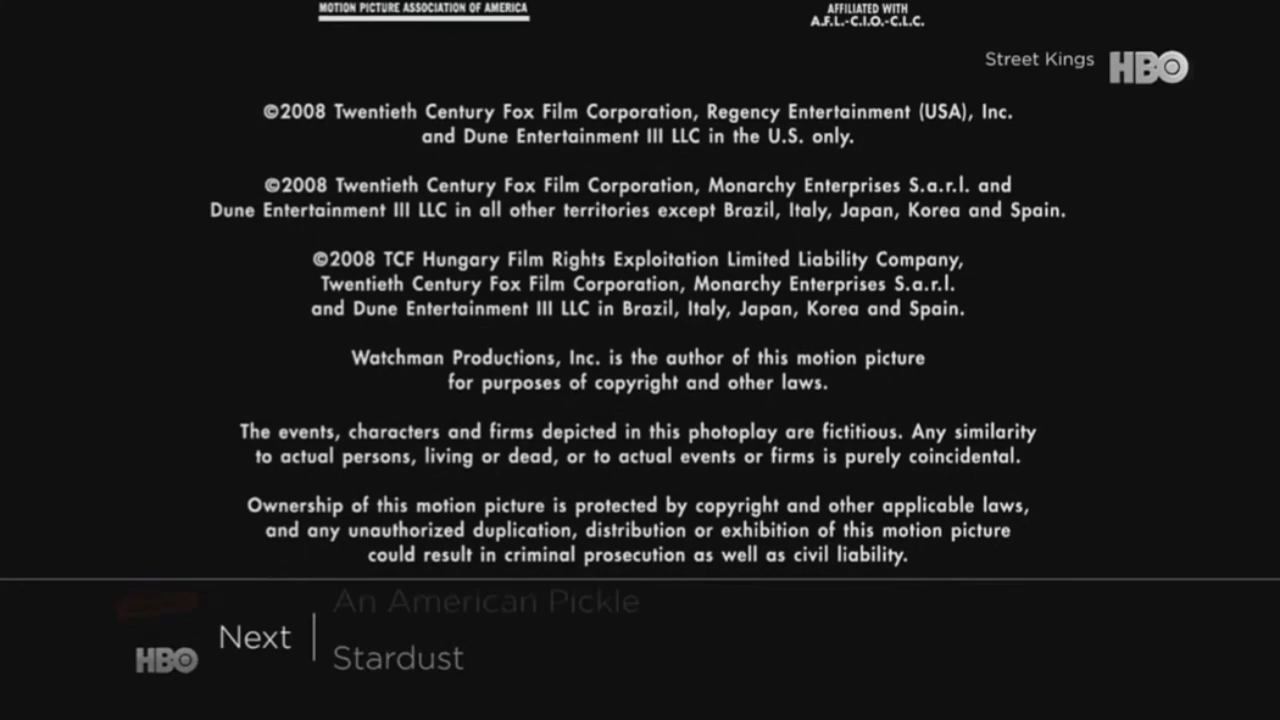 MOTION PICTURE ASSOCIATION OF AMERICA
AFFILIATED WITH
A.F.L.-C.I.O.-C.L.C.
Street Kings HBO
©2008 Twentieth Century Fox Film Corporation, Regency Entertainment (USA), Inc.
and Dune Entertainment III LLC in the U.S. only.
©2008 Twentieth Century Fox Film Corporation, Monarchy Enterprises S.a.r.l. and
Dune Entertainment III LLC in all other territories except Brazil, Italy, Japan, Korea and Spain.
©2008 TCF Hungary Film Rights Exploitation Limited Liability Company,
Twentieth Century Fox Film Corporation, Monarchy Enterprises S.a.r.l.
and Dune Entertainment III LLC in Brazil, Italy, Japan, Korea and Spain.
Watchman Productions, Inc. is the author of this motion picture
for purposes of copyright and other laws.
The events, characters and firms depicted in this photoplay are fictitious. Any similarity
to actual persons, living or dead, or to actual events or firms is purely coincidental.
Ownership of this motion picture is protected by copyright and other applicable laws,
and any unauthorized duplication, distribution or exhibition of this motion picture
could result in criminal prosecution as well as civil liability.
An American Pickle
Next
HBO
Stardust